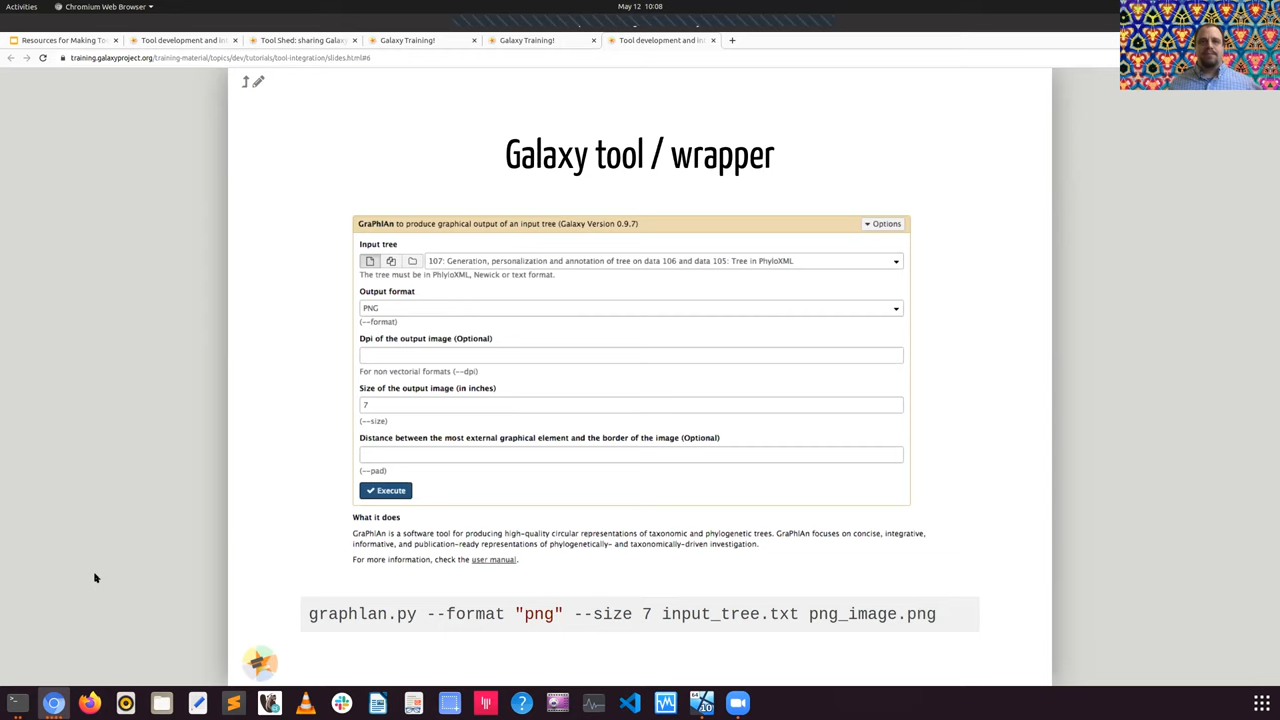 Activities
Chromium Web Browser
May 12 10:08
Resources for Making To
Tool development and int
Tool Shed: sharing Galaxy
Galaxy Training!
Galaxy Training!
Tool development and int
training.galaxyproject.org/training-material/topics/dev/tutorials/tool-integration/slides.html#6
Galaxy tool / wrapper
GraPhlAn to produce graphical output of an input tree (Galaxy Version 0.9.7)
Options
Input tree
107: Generation, personalization and annotation of tree on data 106 and data 105: Tree in PhyloXML
The tree must be in PhlyloXML, Newick or text format.
Output format
PNG
(--format)
Dpi of the output image (Optional)
For non vectorial formats (--dpi)
Size of the output image (in inches)
7
(--size)
Distance between the most external graphical element and the border of the image (Optional)
(--pad)
Execute
What it does
GraPhlAn is a software tool for producing high-quality circular representations of taxonomic and phylogenetic trees. GraPhlAn focuses on concise, integrative,
informative, and publication-ready representations of phylogenetically- and taxonomically-driven investigation.
For more information, check the user manual.
graphlan.py --format "png" --size 7 input_tree.txt png_image.png